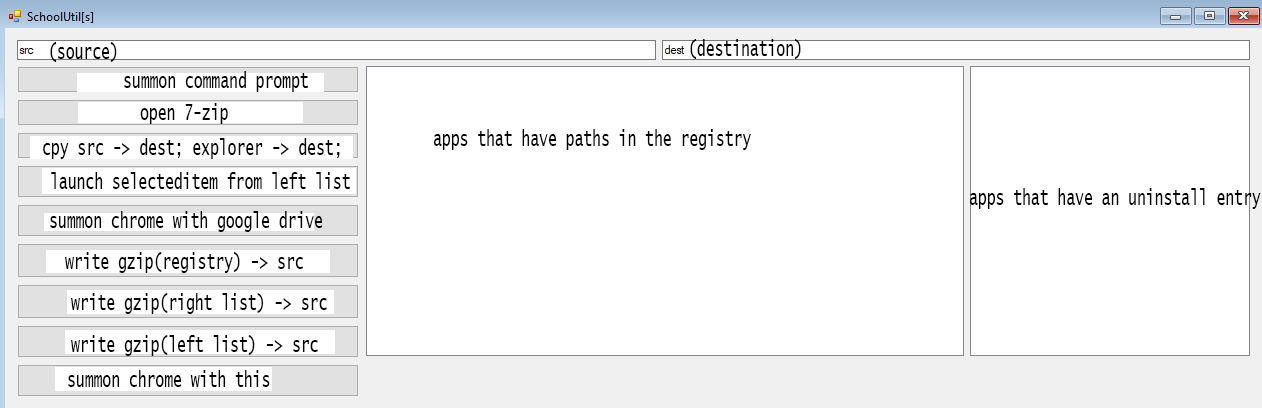 SchoolUtil[s]
src (source)
dest (destination)
summon command prompt
open 7-zip
cpy src -> dest; explorer -> dest;
launch selecteditem from left list
summon chrome with google drive
write gzip(registry) -> src
write gzip(right list) -> src
write gzip(left list) -> src
summon chrome with this
apps that have paths in the registry
apps that have an uninstall entry